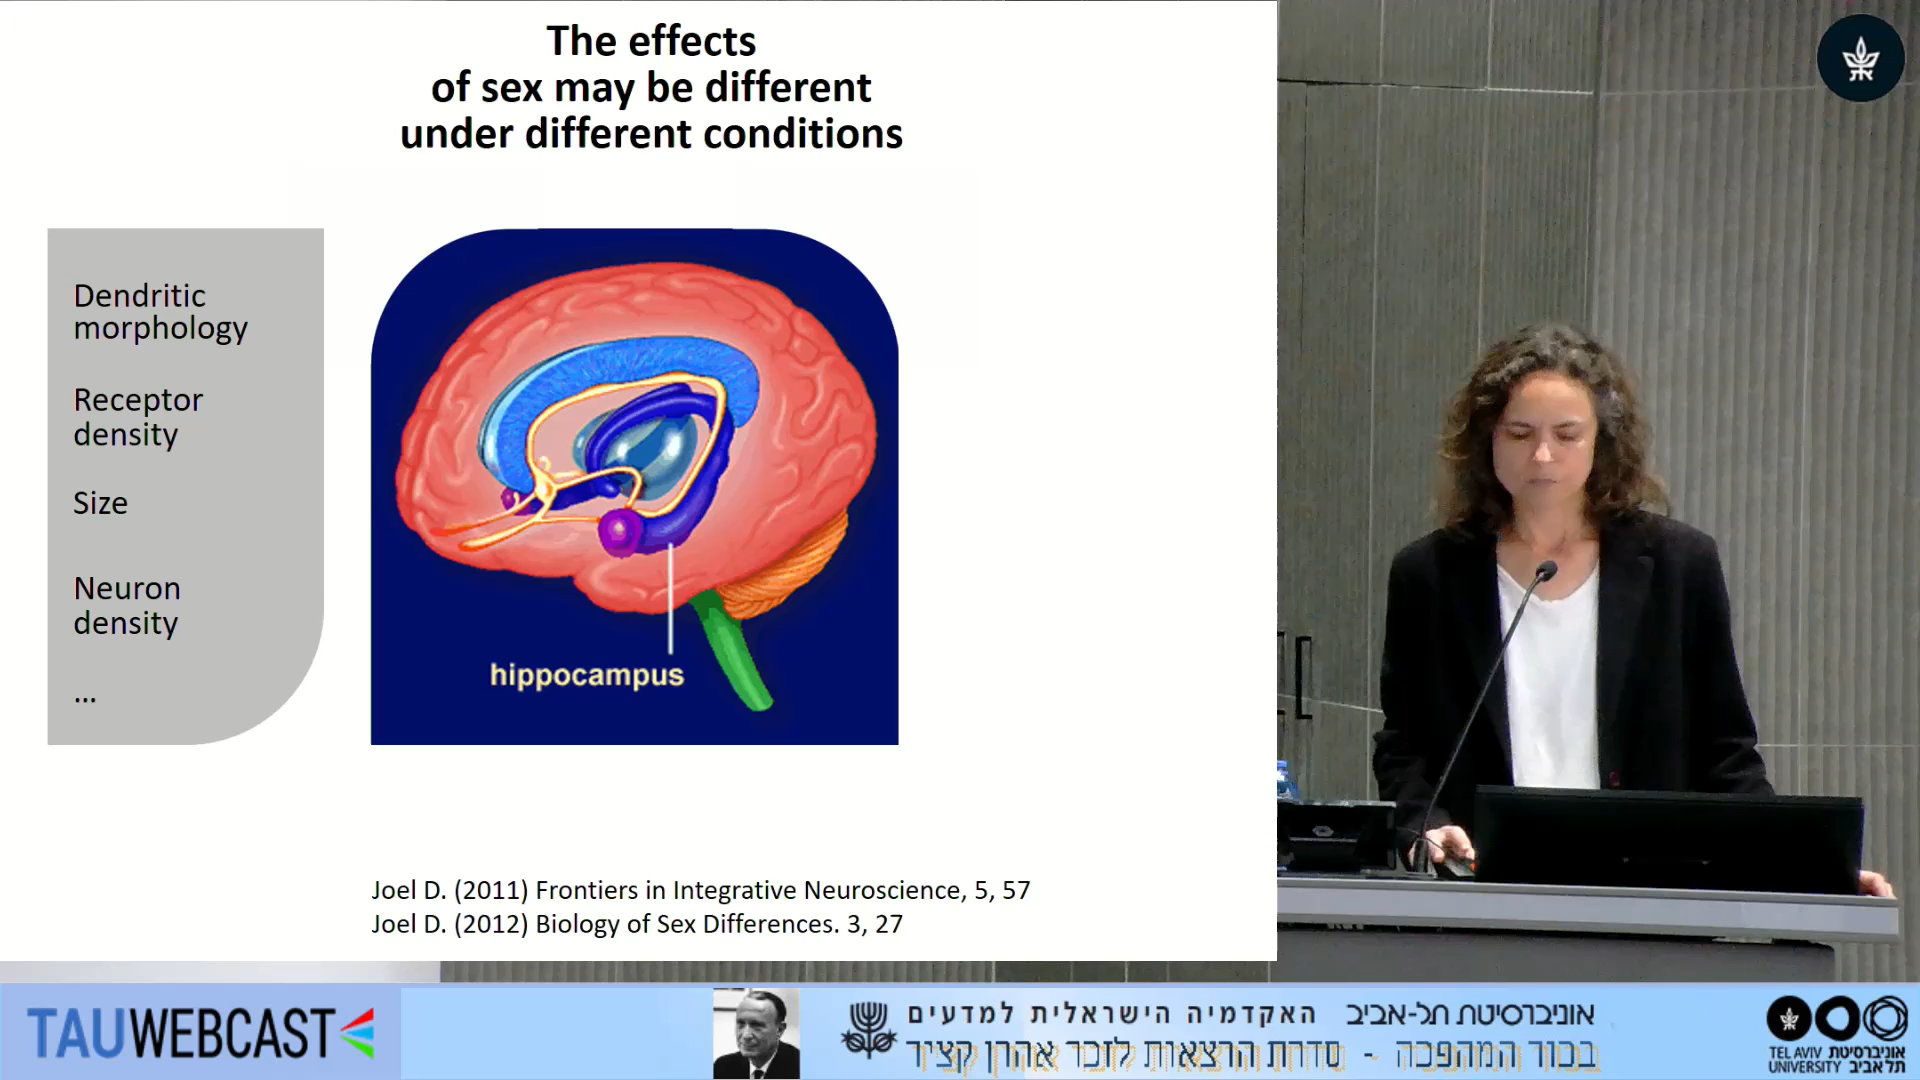 The effects
of sex may be different
under different conditions
Dendritic
morphology
Receptor
density
Size
Neuron
density
...
hippocampus
Joel D. (2011) Frontiers in Integrative Neuroscience, 5, 57
Joel D. (2012) Biology of Sex Differences. 3, 27
TAUWEBCAST
האקדמיה הישראלית למדעים
אוניברסיטת תל-אביב
בכור המהפכה - סדרת הרצאות לזכר אהרן קציר
TEL AVIV אוניברסיטת
UNIVERSITY תל אביב